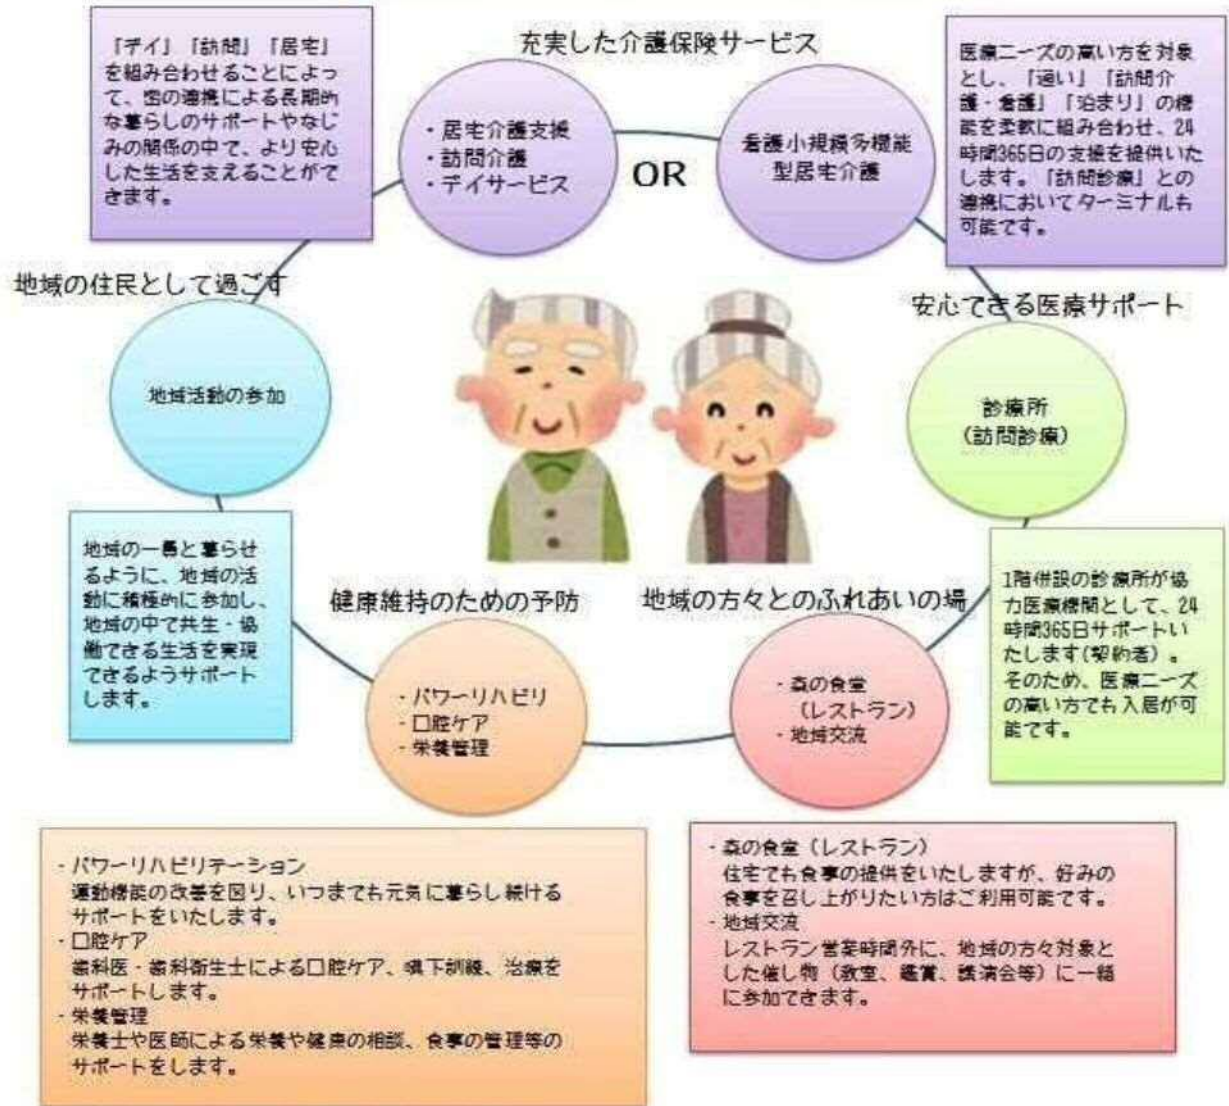 充実した介護保険サービス
「デイ」「訪問」「居宅」
を組み合わせることによっ
て、密の連携による長期的
な暮らしのサポートやなじ
みの関係の中で、より安心
した生活を支えることがで
きます。
・居宅介護支援
・訪問介護
・デイサービス
OR
看護小規模多機能
型居宅介護
医療ニーズの高い方を対象
とし、「通い」「訪問介
護・看護」「泊まり」の機
能を柔軟に組み合わせ、24
時間365日の支援を提供いた
します。「訪問診療」との
連携においてターミナルも
可能です。
地域の住民として過ごす
地域活動の参加
安心できる医療サポート
診療所
(訪問診療)
地域の一員と暮らせ
るように、地域の活
動に積極的に参加し、
地域の中で共生・協
働できる生活を実現
できるようサポート
します。
健康維持のための予防
・パワーリハビリ
・口腔ケア
・栄養管理
地域の方々とのふれあいの場
・森の食堂
(レストラン)
・地域交流
1階併設の診療所が協
力医療機関として、24
時間365日サポートい
たします(契約者)。
そのため、医療ニーズ
の高い方でも入居が可
能です。
・パワーリハビリテーション
運動機能の改善を図り、いつまでも元気に暮らし続ける
サポートをいたします。
・口腔ケア
歯科医・歯科衛生士による口腔ケア、嚥下訓練、治療を
サポートします。
・栄養管理
栄養士や医師による栄養や健康の相談、食事の管理等の
サポートをします。
・森の食堂(レストラン)
住宅でも食事の提供をいたしますが、好みの
食事を召し上がりたい方はご利用可能です。
・地域交流
レストラン営業時間外に、地域の方々対象と
した催し物(教室、鑑賞、講演会等)に一緒
に参加できます。